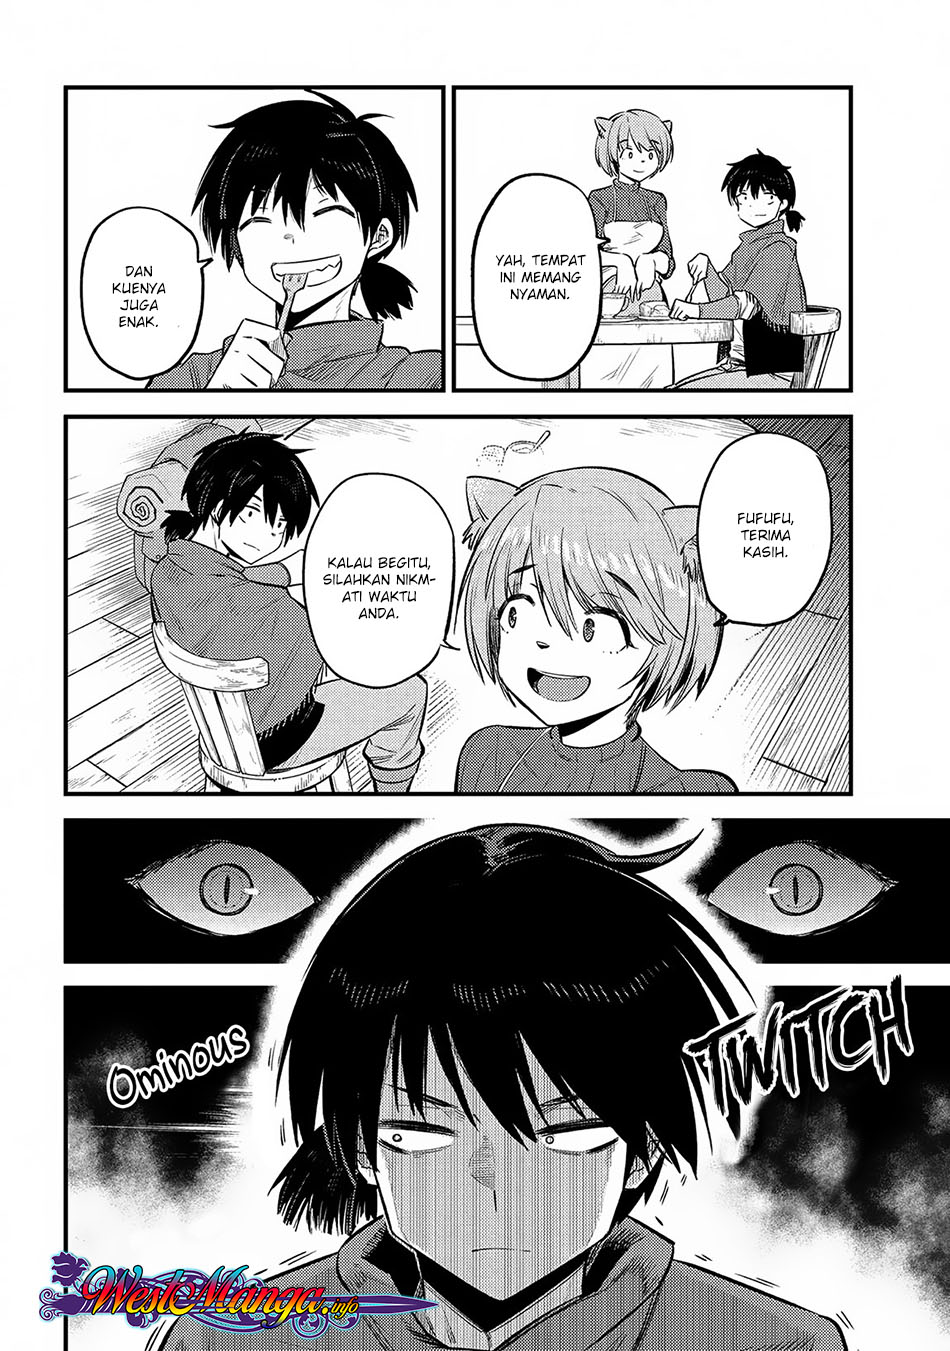 YAH, TEMPAT
INI MEMANG
NYAMAN.
DAN
KUENYA
JUGA
ENAK.
FUFUFU,
TERIMA
KASIH.
KALAU BEGITU,
SILAHKAN NIKM-
ATI WAKTU
ANDA.
TWITCH
Ominous
WestManga.info